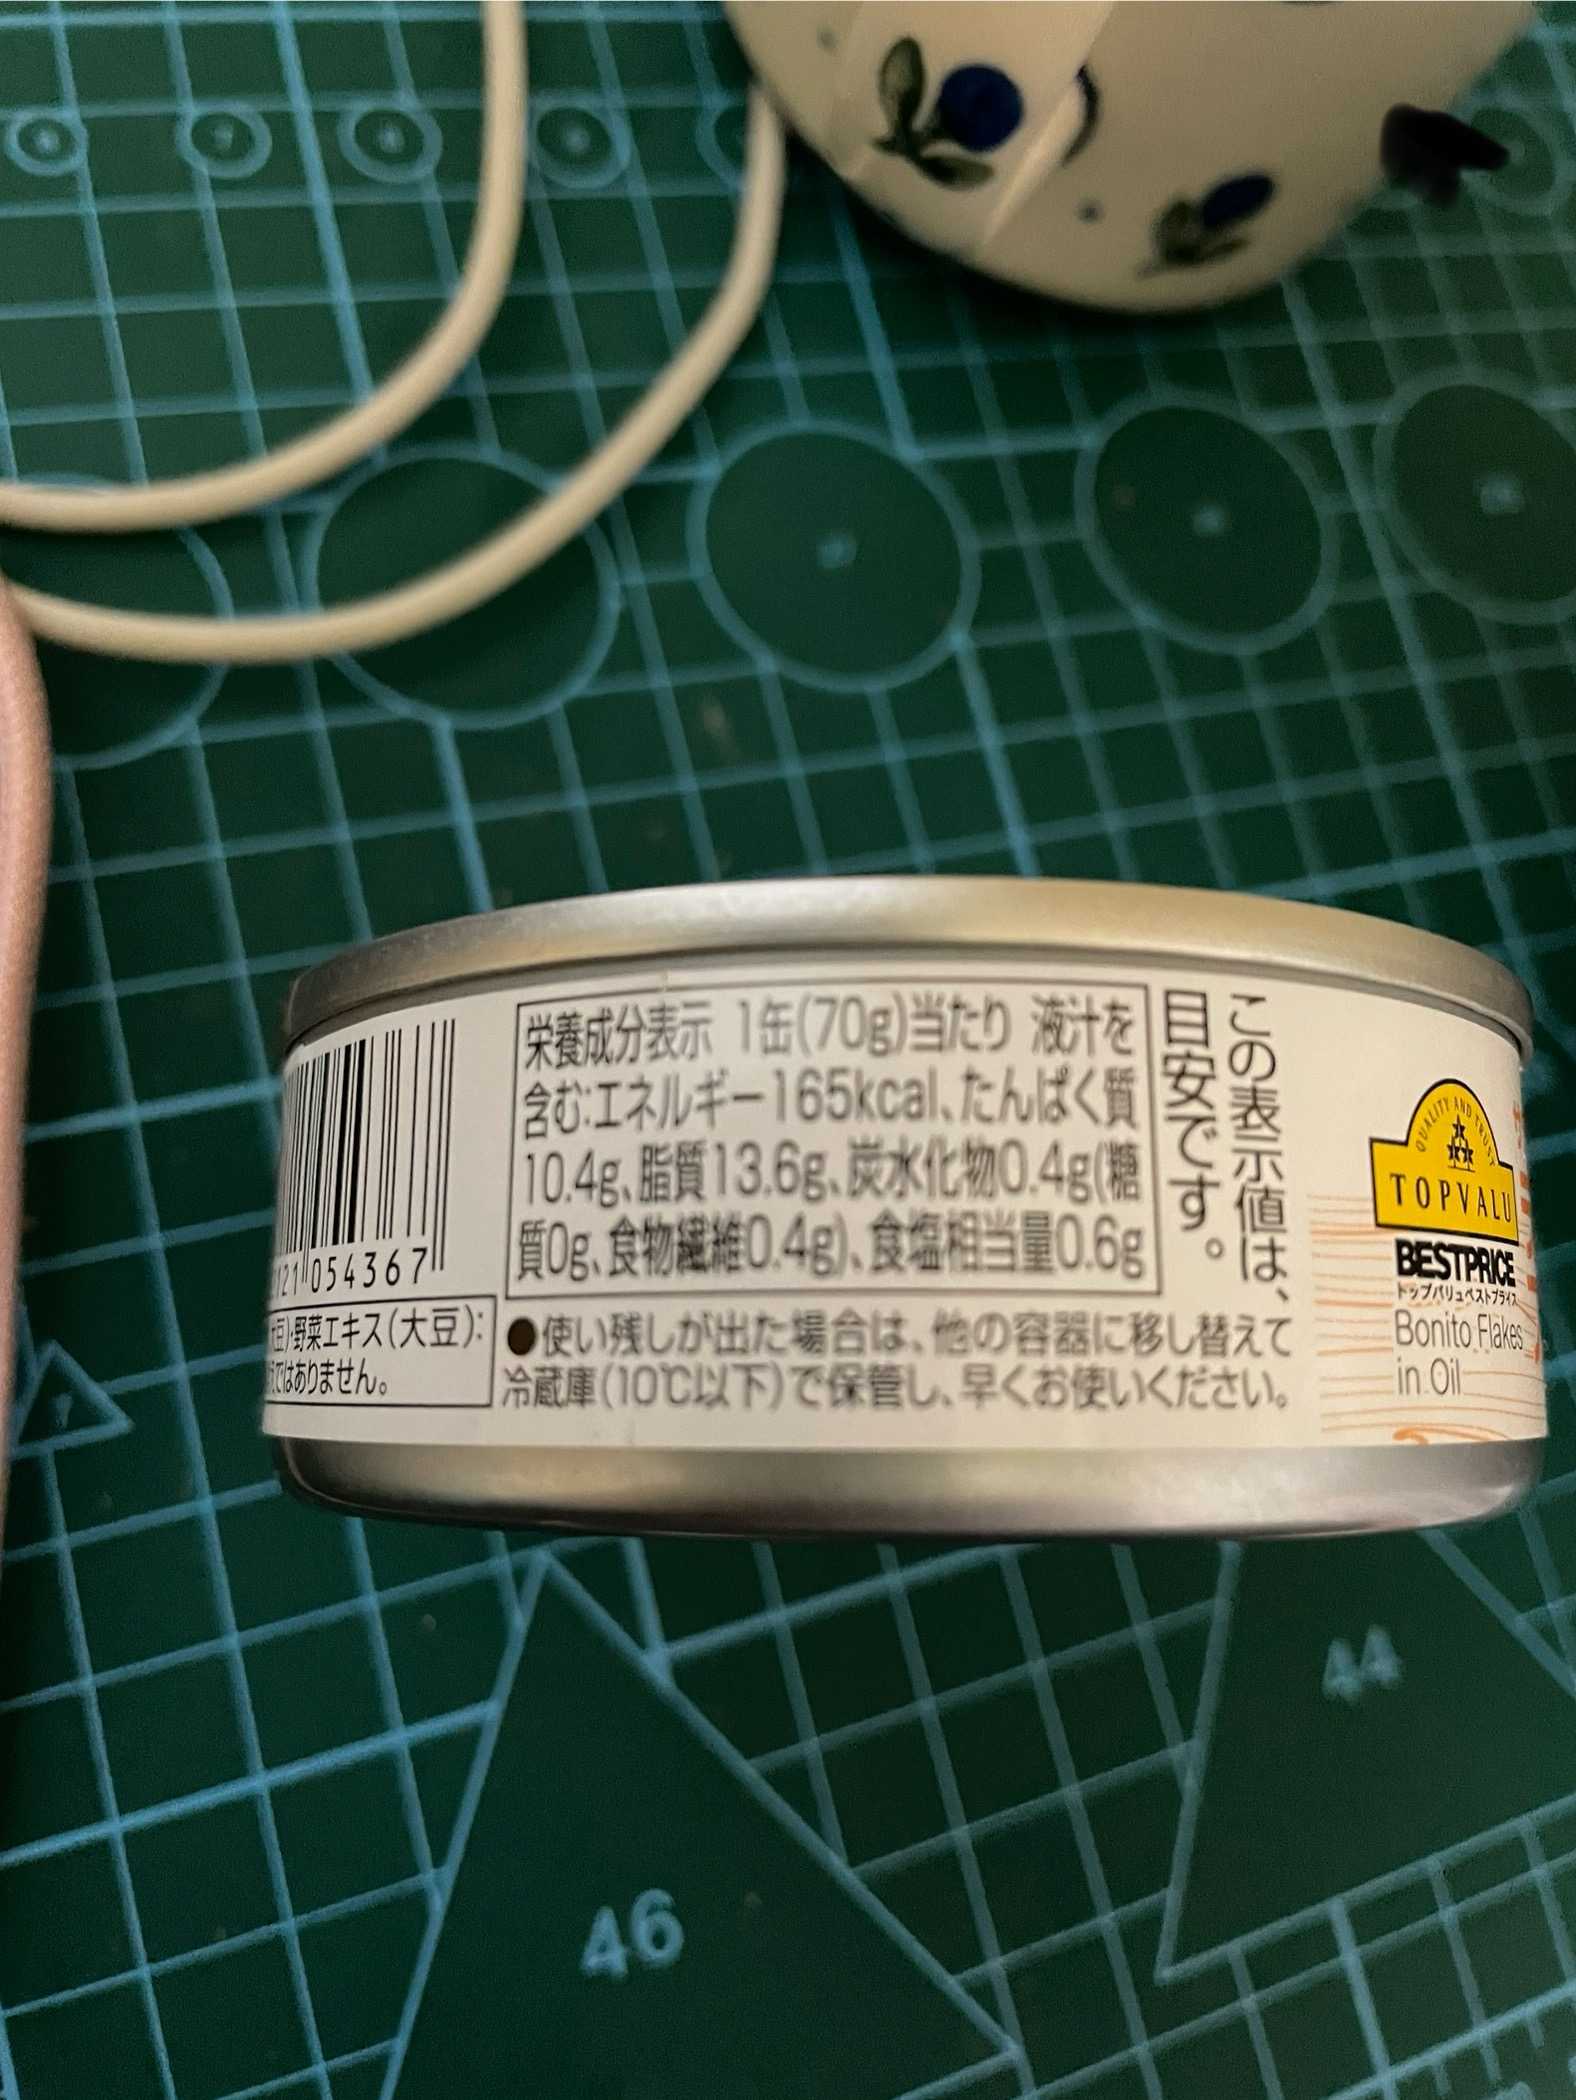 栄養成分表示 1缶(70g)当たり 液汁を
含む:エネルギー165kcal、たんぱく質
10.4g、脂質13.6g、炭水化物0.4g(糖
質0g、食物繊維0.4g)、食塩相当量0.6g
この表示値は、
目安です。
●使い残しが出た場合は、他の容器に移し替えて
冷蔵庫(10℃以下)で保管し、早くお使いください。
21 054367
豆)・野菜エキス(大豆):
ではありません。
QUALITY AND TRUST
TOPVALU
BESTPRICE
トップバリュベストプライス
Bonito Flakes
in Oil
44
46